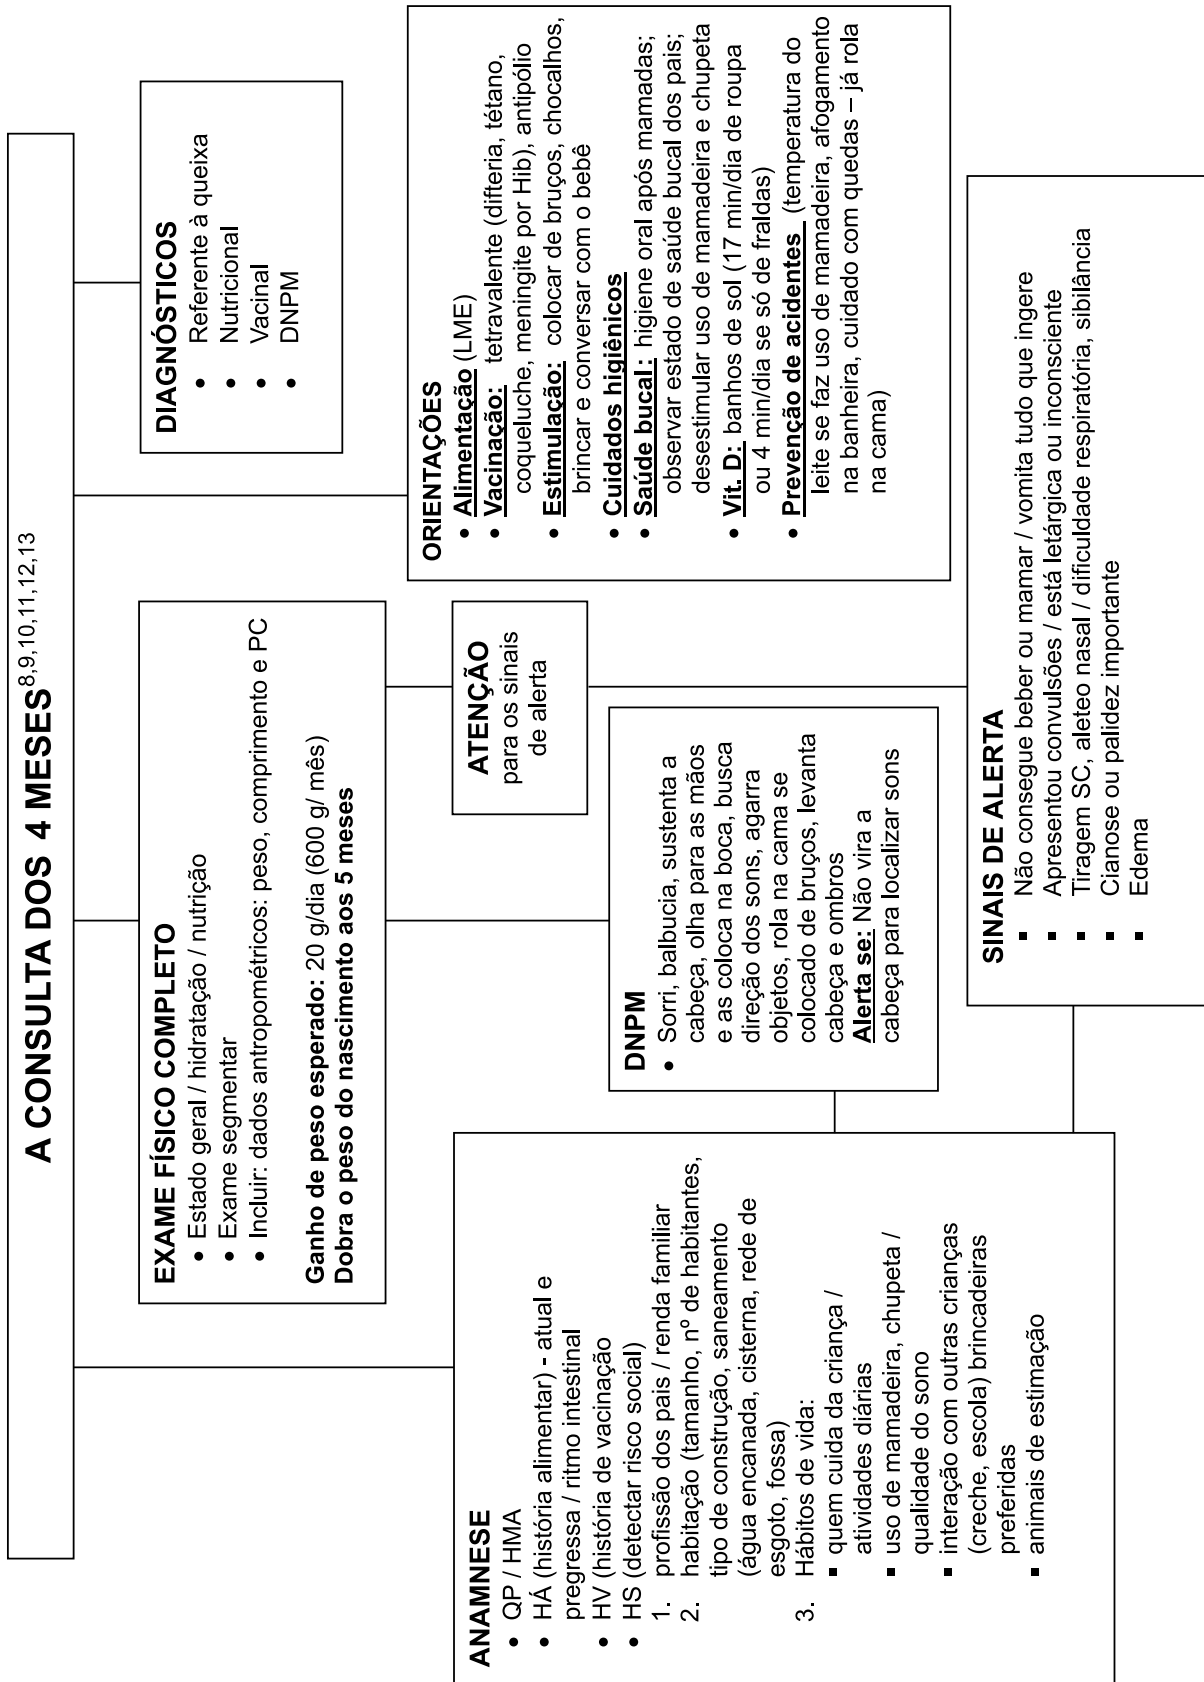 A CONSULTA DOS 4 MESES8,9,10,11,12,13
ANAMNESE
• QP / HMA
• HÁ (história alimentar) - atual e
pregressa / ritmo intestinal
• HV (história de vacinação
• HS (detectar risco social)
1. profissão dos pais / renda familiar
2. habitação (tamanho, nº de habitantes,
tipo de construção, saneamento
(água encanada, cisterna, rede de
esgoto, fossa)
3. Hábitos de vida:
▪ quem cuida da criança /
atividades diárias
▪ uso de mamadeira, chupeta /
qualidade do sono
▪ interação com outras crianças
(creche, escola) brincadeiras
preferidas
▪ animais de estimação
EXAME FÍSICO COMPLETO
• Estado geral / hidratação / nutrição
• Exame segmentar
• Incluir: dados antropométricos: peso, comprimento e PC
Ganho de peso esperado: 20 g/dia (600 g/ mês)
Dobra o peso do nascimento aos 5 meses
DNPM
• Sorri, balbucia, sustenta a
cabeça, olha para as mãos
e as coloca na boca, busca
direção dos sons, agarra
objetos, rola na cama se
colocado de bruços, levanta
cabeça e ombros
Alerta se: Não vira a
cabeça para localizar sons
ATENÇÃO
para os sinais
de alerta
SINAIS DE ALERTA
▪ Não consegue beber ou mamar / vomita tudo que ingere
▪ Apresentou convulsões / está letárgica ou inconsciente
▪ Tiragem SC, aleteo nasal / dificuldade respiratória, sibilância
▪ Cianose ou palidez importante
▪ Edema
DIAGNÓSTICOS
• Referente à queixa
• Nutricional
• Vacinal
• DNPM
ORIENTAÇÕES
• Alimentação (LME)
• Vacinação: tetravalente (difteria, tétano,
coqueluche, meningite por Hib), antipólio
• Estimulação: colocar de bruços, chocalhos,
brincar e conversar com o bebê
• Cuidados higiênicos
• Saúde bucal: higiene oral após mamadas;
observar estado de saúde bucal dos pais;
desestimular uso de mamadeira e chupeta
• Vit. D: banhos de sol (17 min/dia de roupa
ou 4 min/dia se só de fraldas)
• Prevenção de acidentes (temperatura do
leite se faz uso de mamadeira, afogamento
na banheira, cuidado com quedas – já rola
na cama)